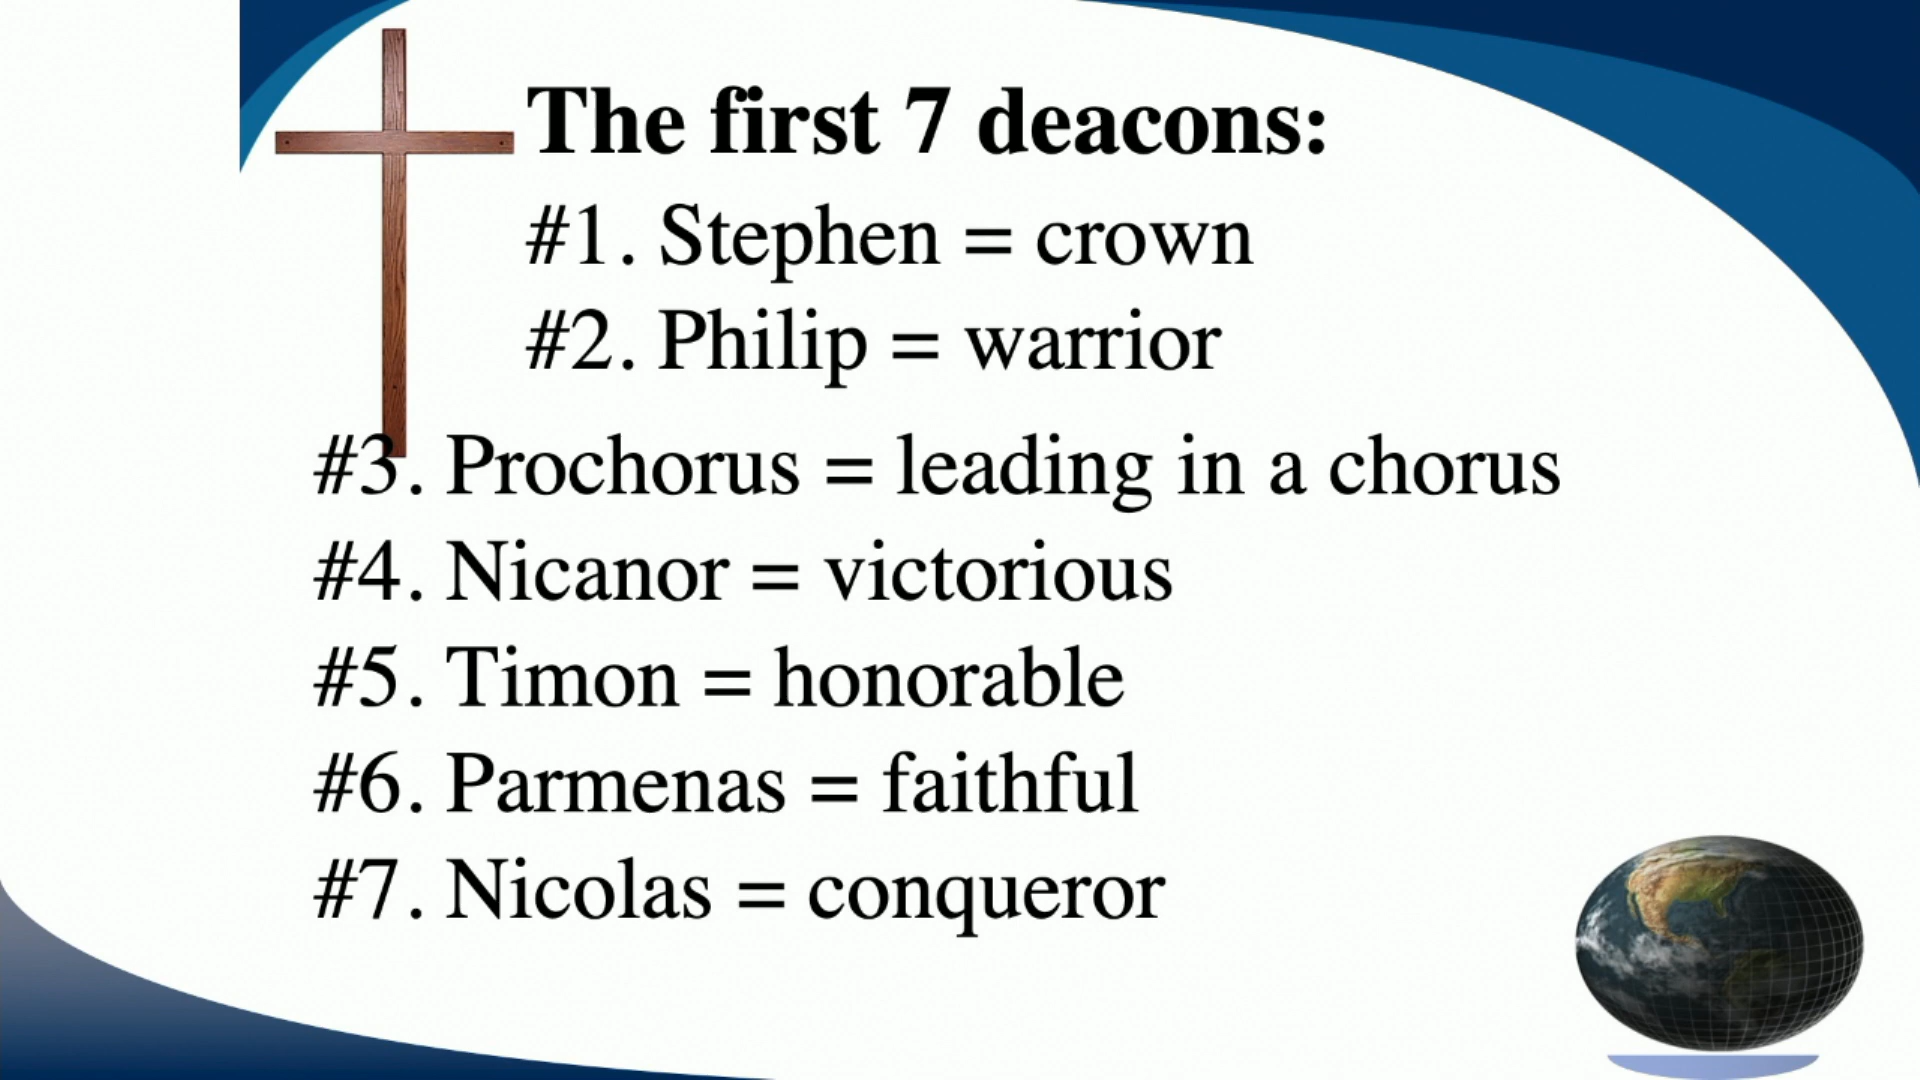 The first 7 deacons:
#1. Stephen = crown
#2. Philip = warrior
#3. Prochorus = leading in a chorus
#4. Nicanor = victorious
#5. Timon = honorable
#6. Parmenas = faithful
#7. Nicolas = conqueror